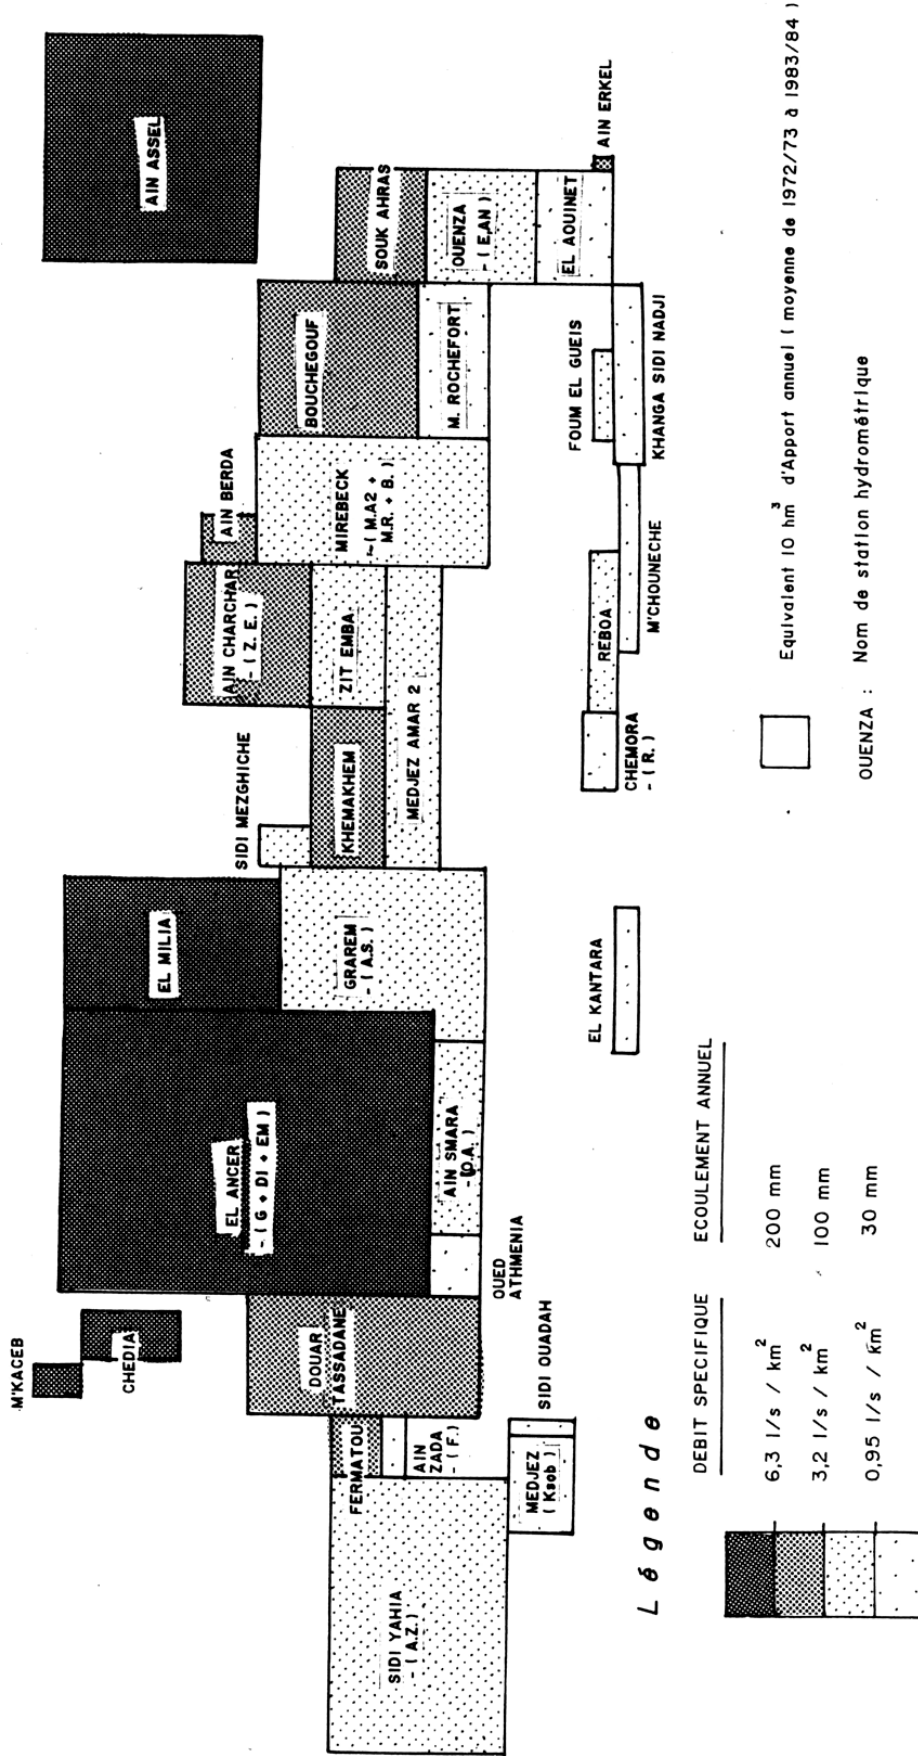 M'KACEB
CHEDIA
EL ANCER
- ( G + DI + EM )
EL MILIA
SIDI MEZGHICHE
AIN CHARCHAR
- ( Z. E. )
AIN BERDA
BOUCHEGOUF
SOUK AHRAS
AIN ASSEL
FERMATOU
DOUAR
TASSADANE
GRAREM
- ( A.S. )
KHEMAKHEM
ZIT EMBA
MIREBECK
- ( M.A2 +
M.R. + B. )
M. ROCHEFORT
OUENZA
- ( E.AN )
SIDI YAHIA
- ( A.Z.)
AIN
ZADA
- ( F.)
AIN SMARA
- (O.A. )
MEDJEZ AMAR 2
EL AOUINET
AIN ERKEL
OUED
ATHMENIA
MEDJEZ
( Ksob )
SIDI OUADAH
EL KANTARA
CHEMORA
- ( R. )
REBOA
M'CHOUNECHE
FOUM EL GUEIS
KHANGA SIDI NADJI
Légende
DEBIT SPECIFIQUE
ECOULEMENT ANNUEL
6,3 l/s / km²
200 mm
3,2 l/s / km²
100 mm
0,95 l/s / km²
30 mm
Equivalent 10 hm³ d'Apport annuel ( moyenne de 1972/73 à 1983/84 )
OUENZA : Nom de station hydrométrique